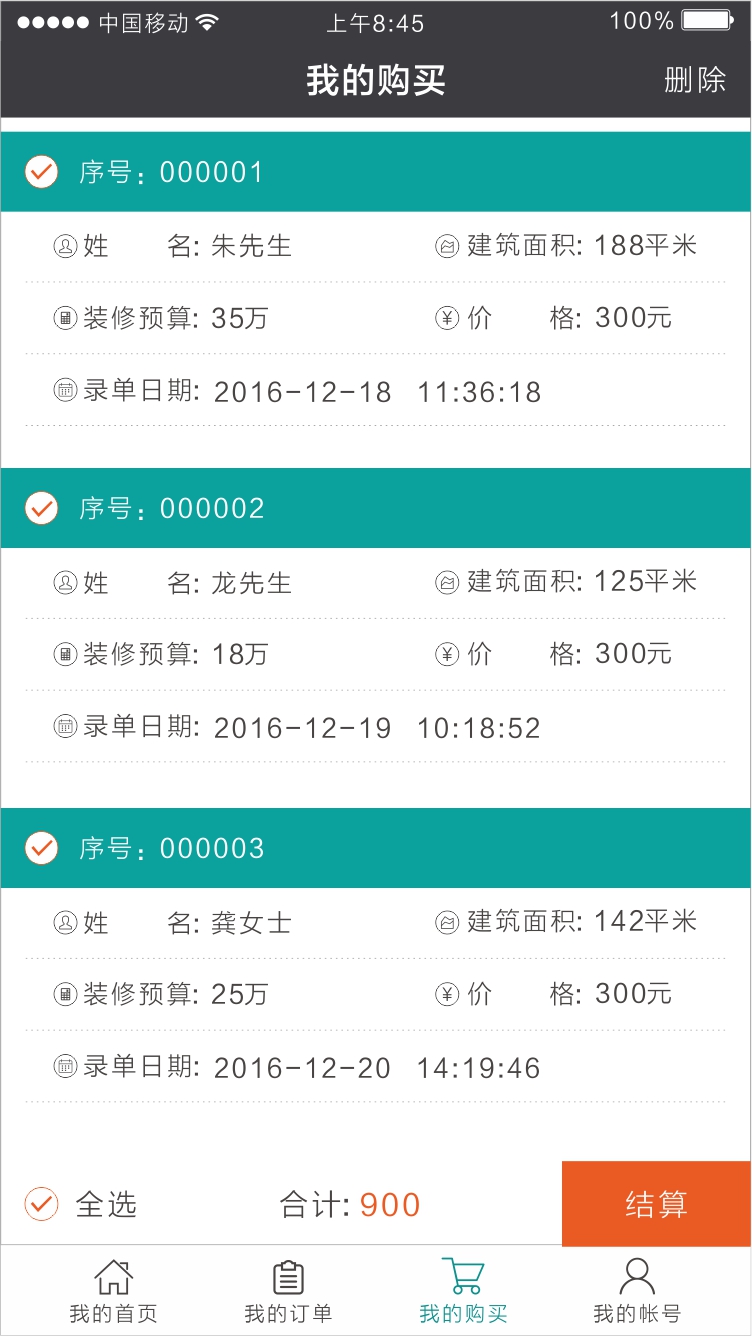 中国移动 上午8:45 100%
我的购买 删除
序号：000001
姓 名: 朱先生 建筑面积: 188平米
装修预算: 35万 价 格: 300元
录单日期: 2016-12-18 11:36:18
序号：000002
姓 名: 龙先生 建筑面积: 125平米
装修预算: 18万 价 格: 300元
录单日期: 2016-12-19 10:18:52
序号：000003
姓 名: 龚女士 建筑面积: 142平米
装修预算: 25万 价 格: 300元
录单日期: 2016-12-20 14:19:46
全选 合计: 900 结算
我的首页 我的订单 我的购买 我的帐号